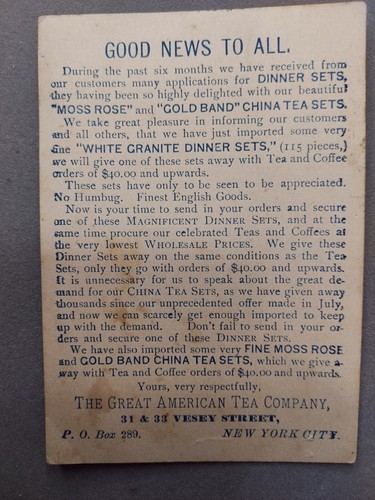 GOOD NEWS TO ALL.
During the past six months we have received from
our customers many applications for DINNER SETS,
they having been so highly delighted with our beautiful
"MOSS ROSE" and "GOLD BAND" CHINA TEA SETS.
We take great pleasure in informing our customers
and all others, that we have just imported some very
fine "WHITE GRANITE DINNER SETS," (115 pieces,)
we will give one of these sets away with Tea and Coffee
orders of $40.00 and upwards.
These sets have only to be seen to be appreciated.
No Humbug. Finest English Goods.
Now is your time to send in your orders and secure
one of these MAGNIFICENT DINNER SETS, and at the
same time procure our celebrated Teas and Coffees at
the very lowest WHOLESALE PRICES. We give these
Dinner Sets away on the same conditions as the Tea
Sets, only they go with orders of $40.00 and upwards.
It is unnecessary for us to speak about the great de-
mand for our CHINA TEA SETS, as we have given away
thousands since our unprecedented offer made in July,
and now we can scarcely get enough imported to keep
up with the demand. Don't fail to send in your or-
ders and secure one of these DINNER SETS.
We have also imported some very FINE MOSS ROSE
and GOLD BAND CHINA TEA SETS, which we give a-
way with Tea and Coffee orders of $40.00 and upwards.
Yours, very respectfully,
THE GREAT AMERICAN TEA COMPANY,
31 & 33 VESEY STREET,
P. O. Box 289. NEW YORK CITY.